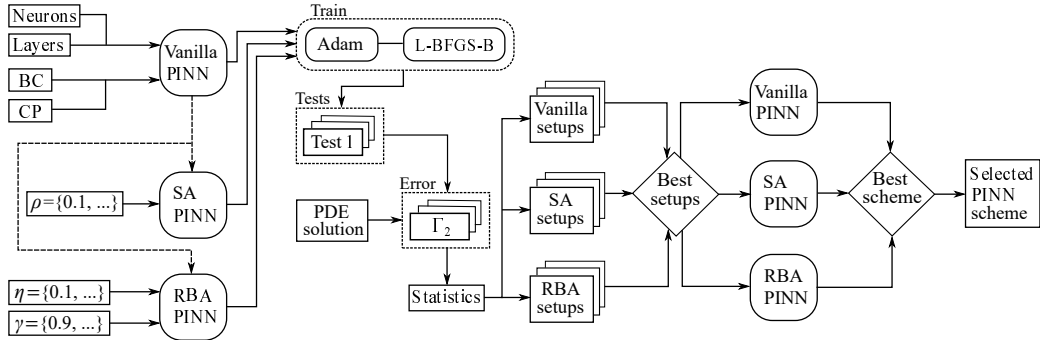 Neurons
Layers
BC
CP
Vanilla
PINN
ρ={0.1, ...}
SA
PINN
η={0.1, ...}
γ={0.9, ...}
RBA
PINN
Train
Adam
L-BFGS-B
Tests
Test 1
Error
PDE
solution
Γ₂
Statistics
Vanilla
setups
SA
setups
RBA
setups
Best
setups
Vanilla
PINN
SA
PINN
RBA
PINN
Best
scheme
Selected
PINN
scheme